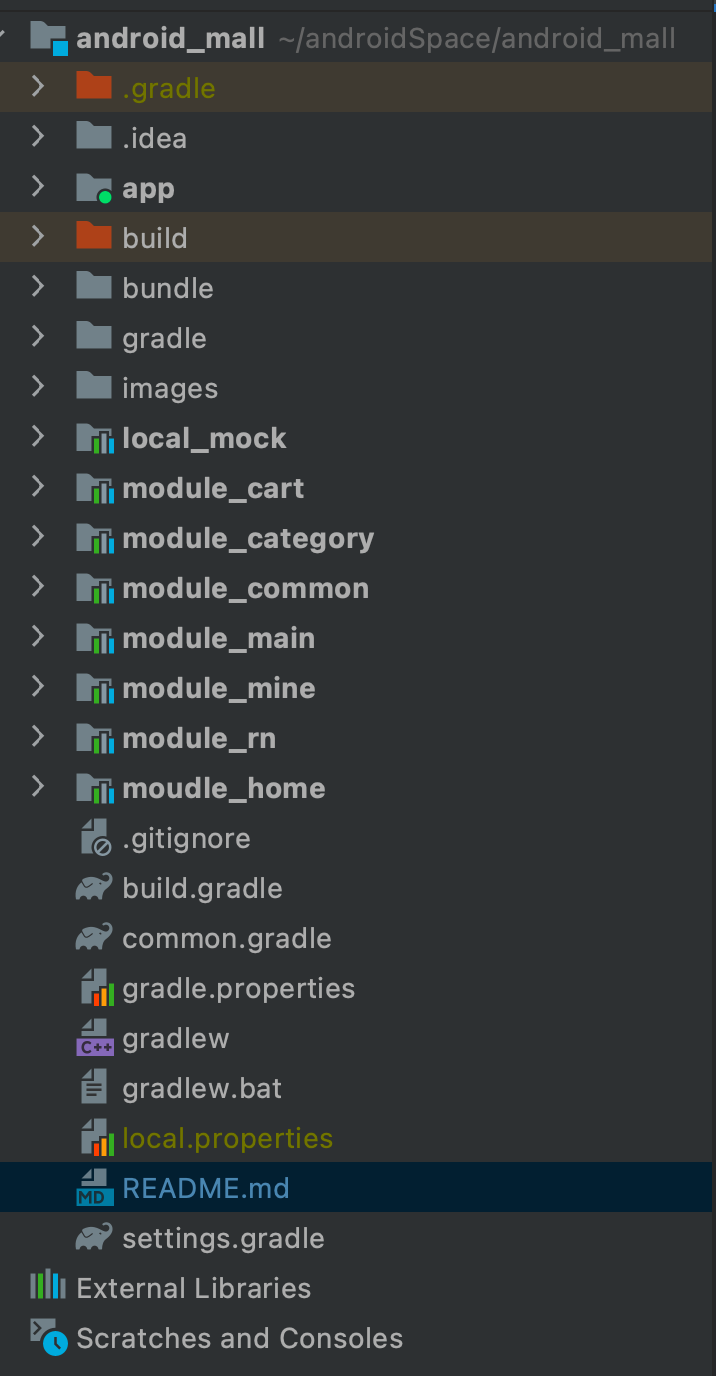 android_mall ~/androidSpace/android_mall
.gradle
.idea
app
build
bundle
gradle
images
local_mock
module_cart
module_category
module_common
module_main
module_mine
module_rn
moudle_home
.gitignore
build.gradle
common.gradle
gradle.properties
C++ gradlew
gradlew.bat
local.properties
MD README.md
settings.gradle
External Libraries
Scratches and Consoles